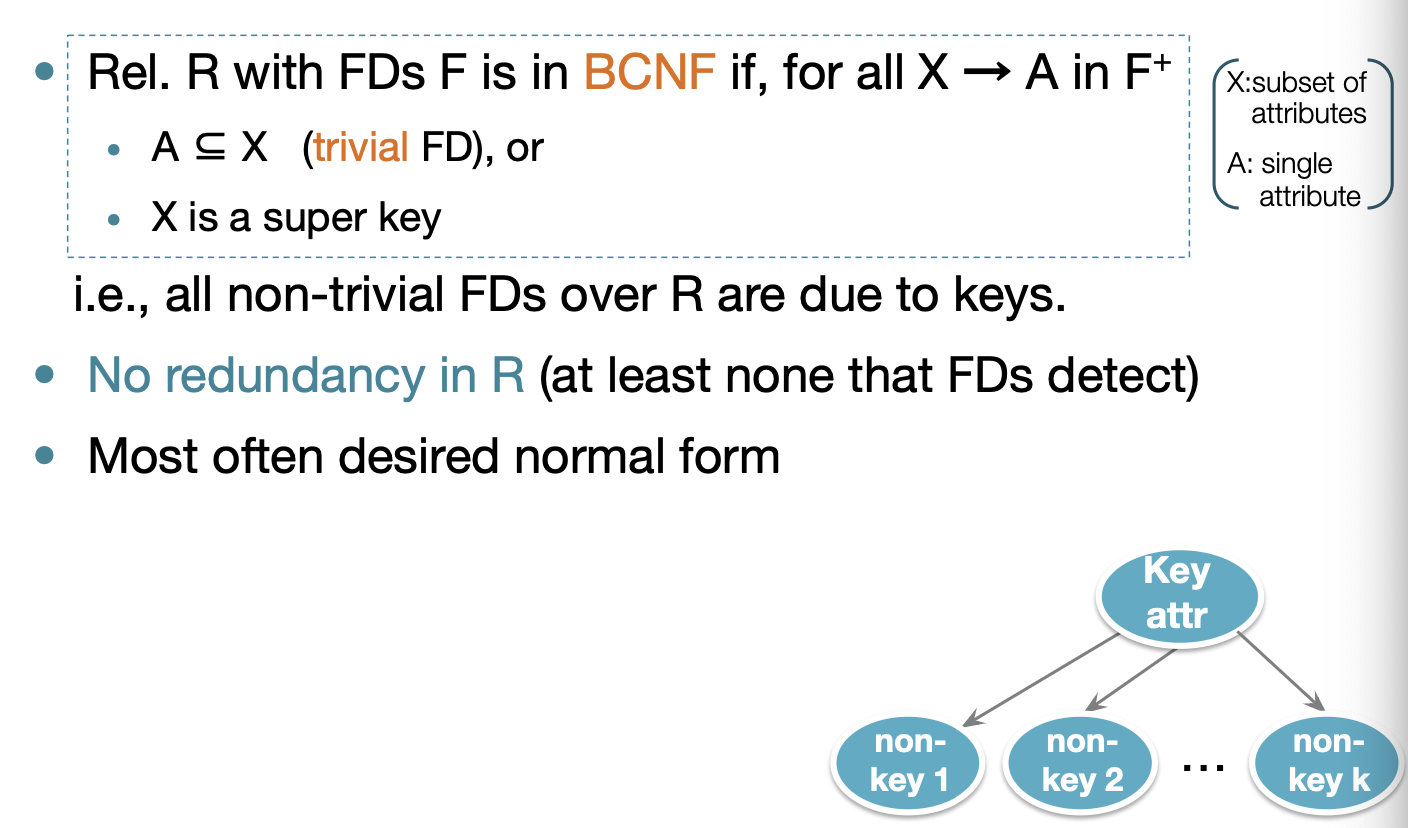 • Rel. R with FDs F is in BCNF if, for all X → A in F⁺
• A ⊆ X (trivial FD), or
• X is a super key
X:subset of
attributes
A: single
attribute
i.e., all non-trivial FDs over R are due to keys.
• No redundancy in R (at least none that FDs detect)
• Most often desired normal form
Key
attr
non-
key 1
non-
key 2
...
non-
key k